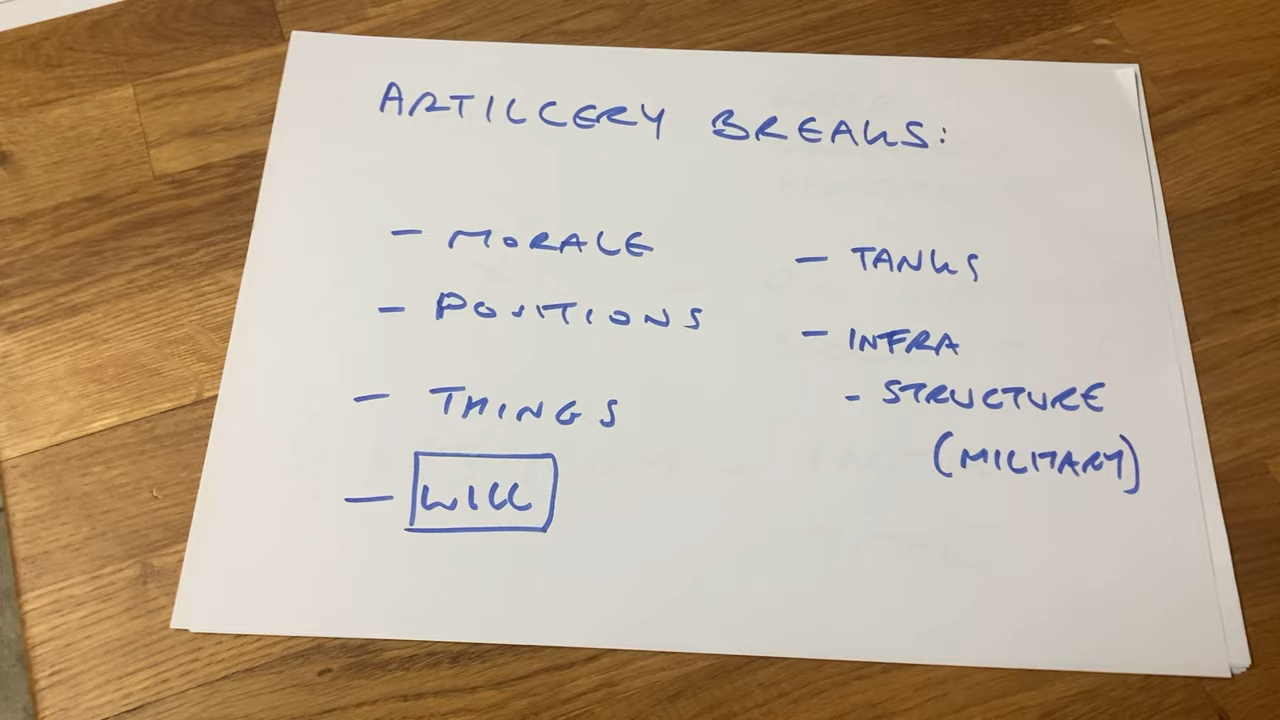 ARTILLERY BREAKS:
- MORALE
- POSITIONS
- THINGS
- WILL
- TANKS
- INFRA
- STRUCTURE
(MILITARY)